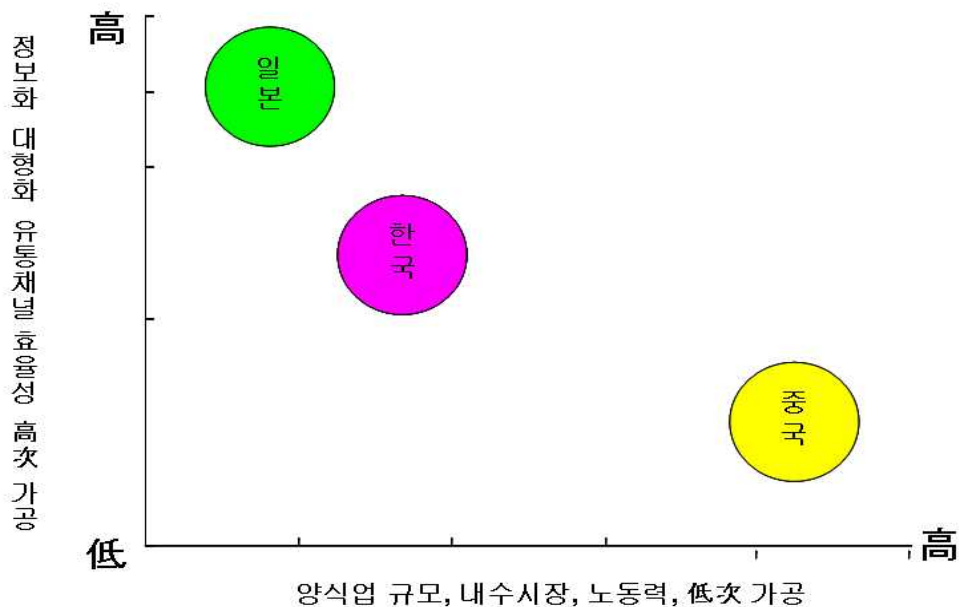 高
정보화 대형화 유통채널 효율성 高次 가공
일본
한국
중국
低
高
양식업 규모, 내수시장, 노동력, 低次 가공